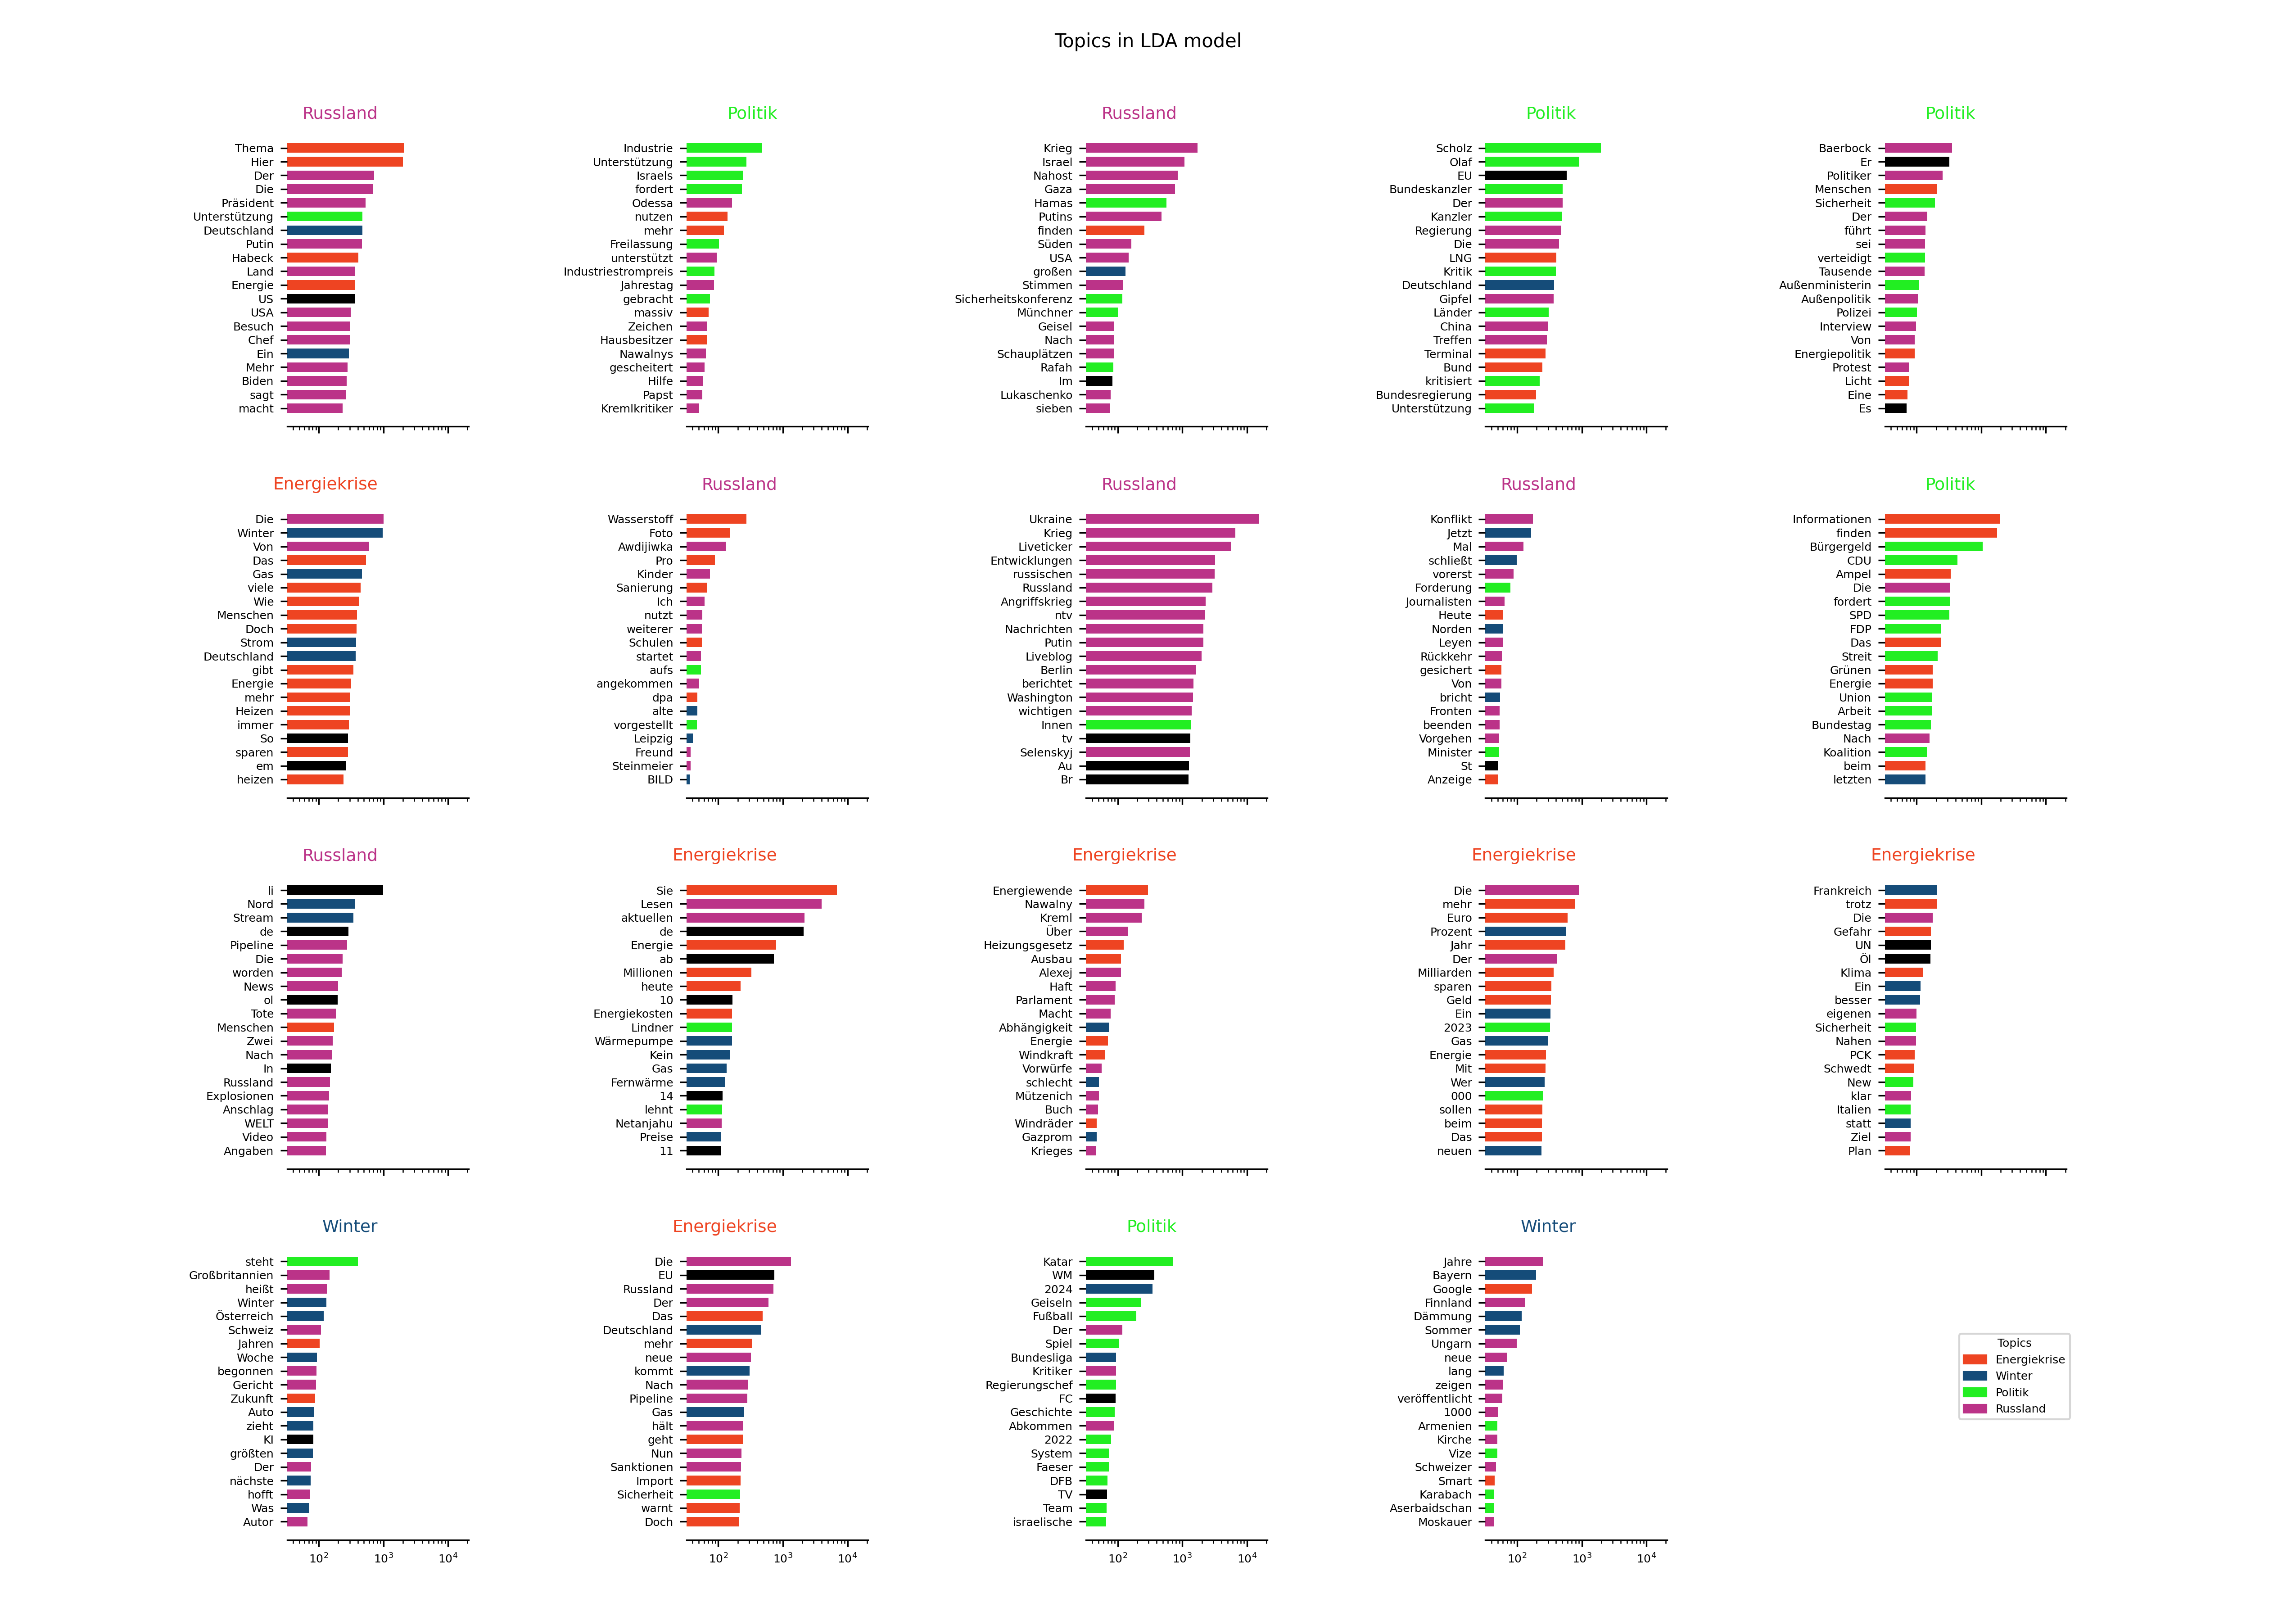 Topics in LDA model
Russland
Thema
Hier
Der
Die
Präsident
Unterstützung
Deutschland
Putin
Habeck
Land
Energie
US
USA
Besuch
Chef
Ein
Mehr
Biden
sagt
macht
Politik
Industrie
Unterstützung
Israels
fordert
Odessa
nutzen
mehr
Freilassung
unterstützt
Industriestrompreis
Jahrestag
gebracht
massiv
Zeichen
Hausbesitzer
Nawalnys
gescheitert
Hilfe
Papst
Kremlkritiker
Russland
Krieg
Israel
Nahost
Gaza
Hamas
Putins
finden
Süden
USA
großen
Stimmen
Sicherheitskonferenz
Münchner
Geisel
Nach
Schauplätzen
Rafah
Im
Lukaschenko
sieben
Politik
Scholz
Olaf
EU
Bundeskanzler
Der
Kanzler
Regierung
Die
LNG
Kritik
Deutschland
Gipfel
Länder
China
Treffen
Terminal
Bund
kritisiert
Bundesregierung
Unterstützung
Politik
Baerbock
Er
Politiker
Menschen
Sicherheit
Der
führt
sei
verteidigt
Tausende
Außenministerin
Außenpolitik
Polizei
Interview
Von
Energiepolitik
Protest
Licht
Eine
Es
Energiekrise
Die
Winter
Von
Das
Gas
viele
Wie
Menschen
Doch
Strom
Deutschland
gibt
Energie
mehr
Heizen
immer
So
sparen
em
heizen
Russland
Wasserstoff
Foto
Awdijiwka
Pro
Kinder
Sanierung
Ich
nutzt
weiterer
Schulen
startet
aufs
angekommen
dpa
alte
vorgestellt
Leipzig
Freund
Steinmeier
BILD
Russland
Ukraine
Krieg
Liveticker
Entwicklungen
russischen
Russland
Angriffskrieg
ntv
Nachrichten
Putin
Liveblog
Berlin
berichtet
Washington
wichtigen
Innen
tv
Selenskyj
Au
Br
Russland
Konflikt
Jetzt
Mal
schließt
vorerst
Forderung
Journalisten
Heute
Norden
Leyen
Rückkehr
gesichert
Von
bricht
Fronten
beenden
Vorgehen
Minister
St
Anzeige
Politik
Informationen
finden
Bürgergeld
CDU
Ampel
Die
fordert
SPD
FDP
Das
Streit
Grünen
Energie
Union
Arbeit
Bundestag
Nach
Koalition
beim
letzten
Russland
li
Nord
Stream
de
Pipeline
Die
worden
News
ol
Tote
Menschen
Zwei
Nach
In
Russland
Explosionen
Anschlag
WELT
Video
Angaben
Energiekrise
Sie
Lesen
aktuellen
de
Energie
ab
Millionen
heute
10
Energiekosten
Lindner
Wärmepumpe
Kein
Gas
Fernwärme
14
lehnt
Netanjahu
Preise
11
Energiekrise
Energiewende
Nawalny
Kreml
Über
Heizungsgesetz
Ausbau
Alexej
Haft
Parlament
Macht
Abhängigkeit
Energie
Windkraft
Vorwürfe
schlecht
Mützenich
Buch
Windräder
Gazprom
Krieges
Energiekrise
Die
mehr
Euro
Prozent
Jahr
Der
Milliarden
sparen
Geld
Ein
2023
Gas
Energie
Mit
Wer
000
sollen
beim
Das
neuen
Energiekrise
Frankreich
trotz
Die
Gefahr
UN
Öl
Klima
Ein
besser
eigenen
Sicherheit
Nahen
PCK
Schwedt
New
klar
Italien
statt
Ziel
Plan
Winter
steht
Großbritannien
heißt
Winter
Österreich
Schweiz
Jahren
Woche
begonnen
Gericht
Zukunft
Auto
zieht
KI
größten
Der
nächste
hofft
Was
Autor
10² 10³ 10⁴
Energiekrise
Die
EU
Russland
Der
Das
Deutschland
mehr
neue
kommt
Nach
Pipeline
Gas
hält
geht
Nun
Sanktionen
Import
Sicherheit
warnt
Doch
10² 10³ 10⁴
Politik
Katar
WM
2024
Geiseln
Fußball
Der
Spiel
Bundesliga
Kritiker
Regierungschef
FC
Geschichte
Abkommen
2022
System
Faeser
DFB
TV
Team
israelische
10² 10³ 10⁴
Winter
Jahre
Bayern
Google
Finnland
Dämmung
Sommer
Ungarn
neue
lang
zeigen
veröffentlicht
1000
Armenien
Kirche
Vize
Schweizer
Smart
Karabach
Aserbaidschan
Moskauer
10² 10³ 10⁴
Topics
Energiekrise
Winter
Politik
Russland